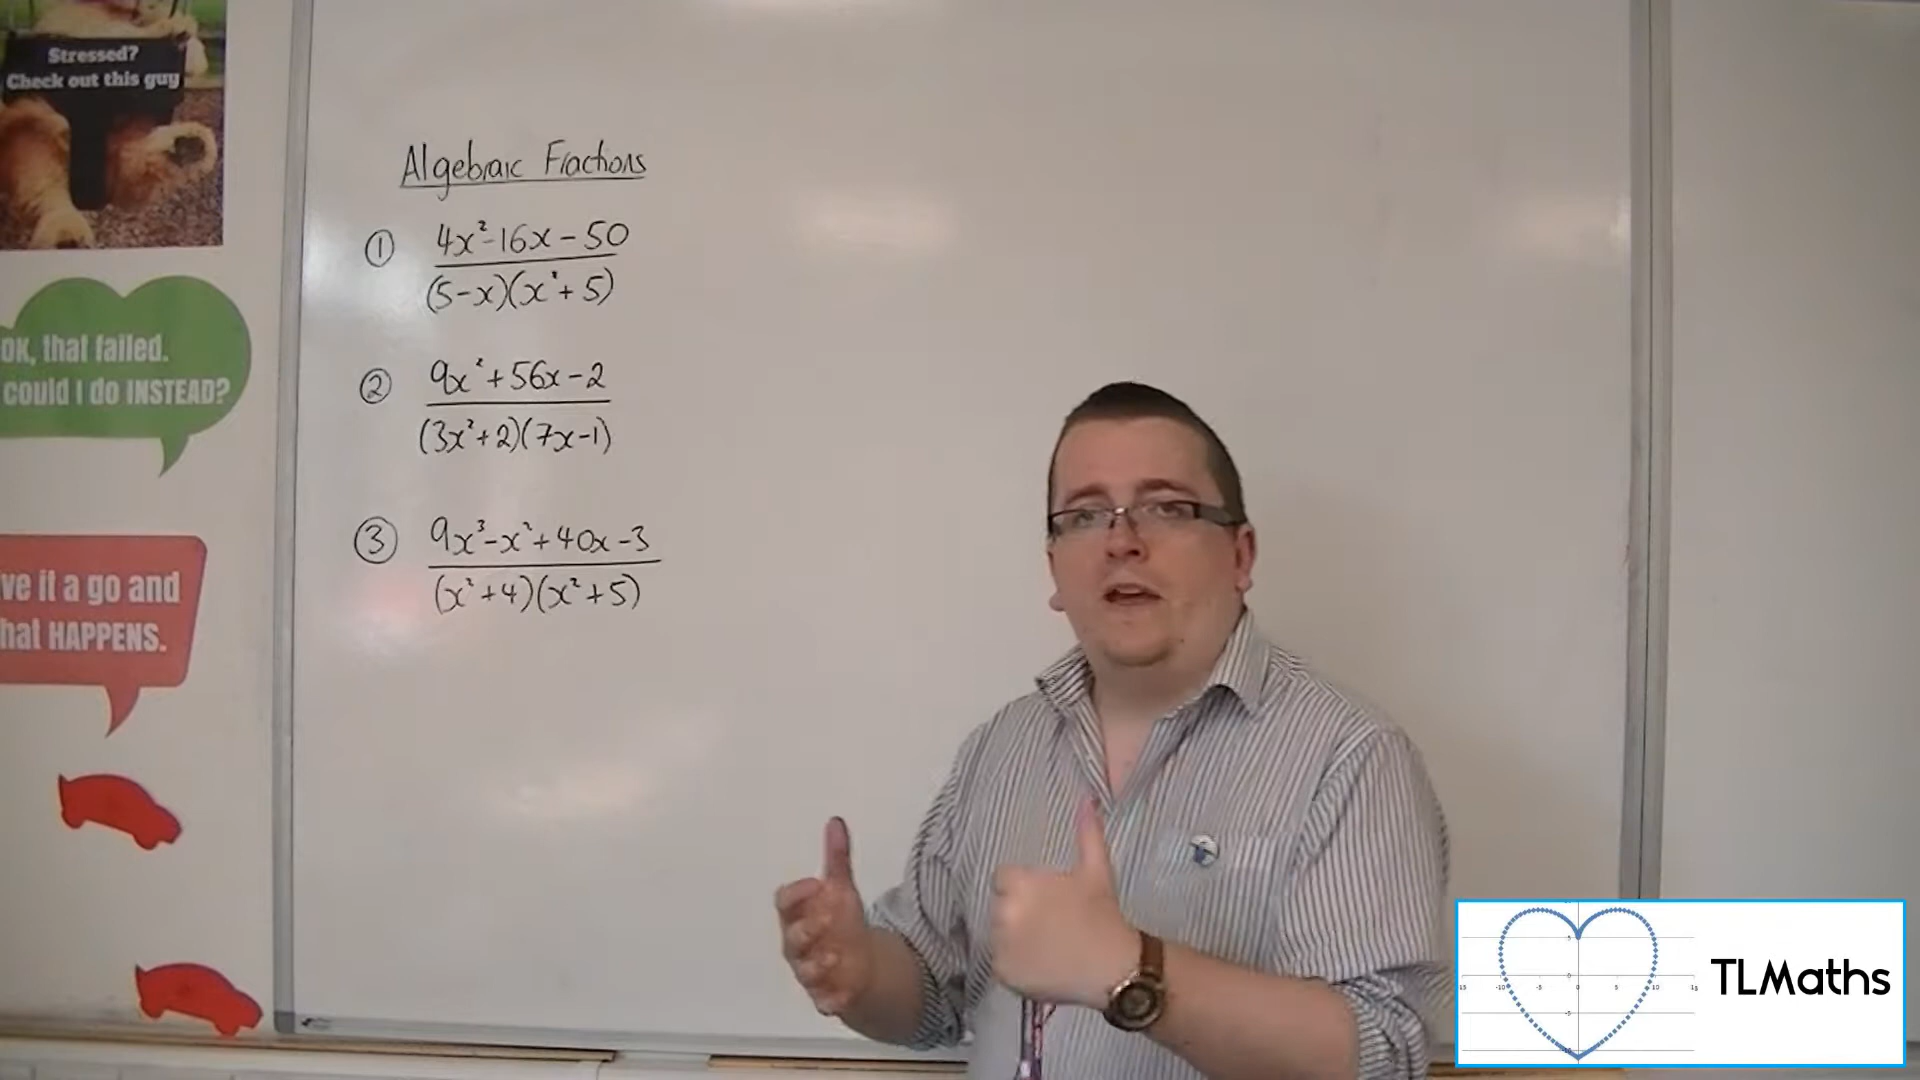 Stressed?
Check out this guy
OK, that failed.
could I do INSTEAD?
ve it a go and
hat HAPPENS.
Algebraic Fractions
① 4x²-16x-50
(5-x)(x²+5)
② 9x²+56x-2
(3x²+2)(7x-1)
③ 9x³-x²+40x-3
(x²+4)(x²+5)
TLMaths